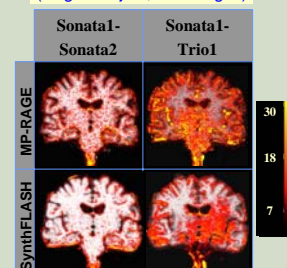 Sonata1-
Sonata2
Sonata1-
Trio1
MP-RAGE
SynthFLASH
30
18
7